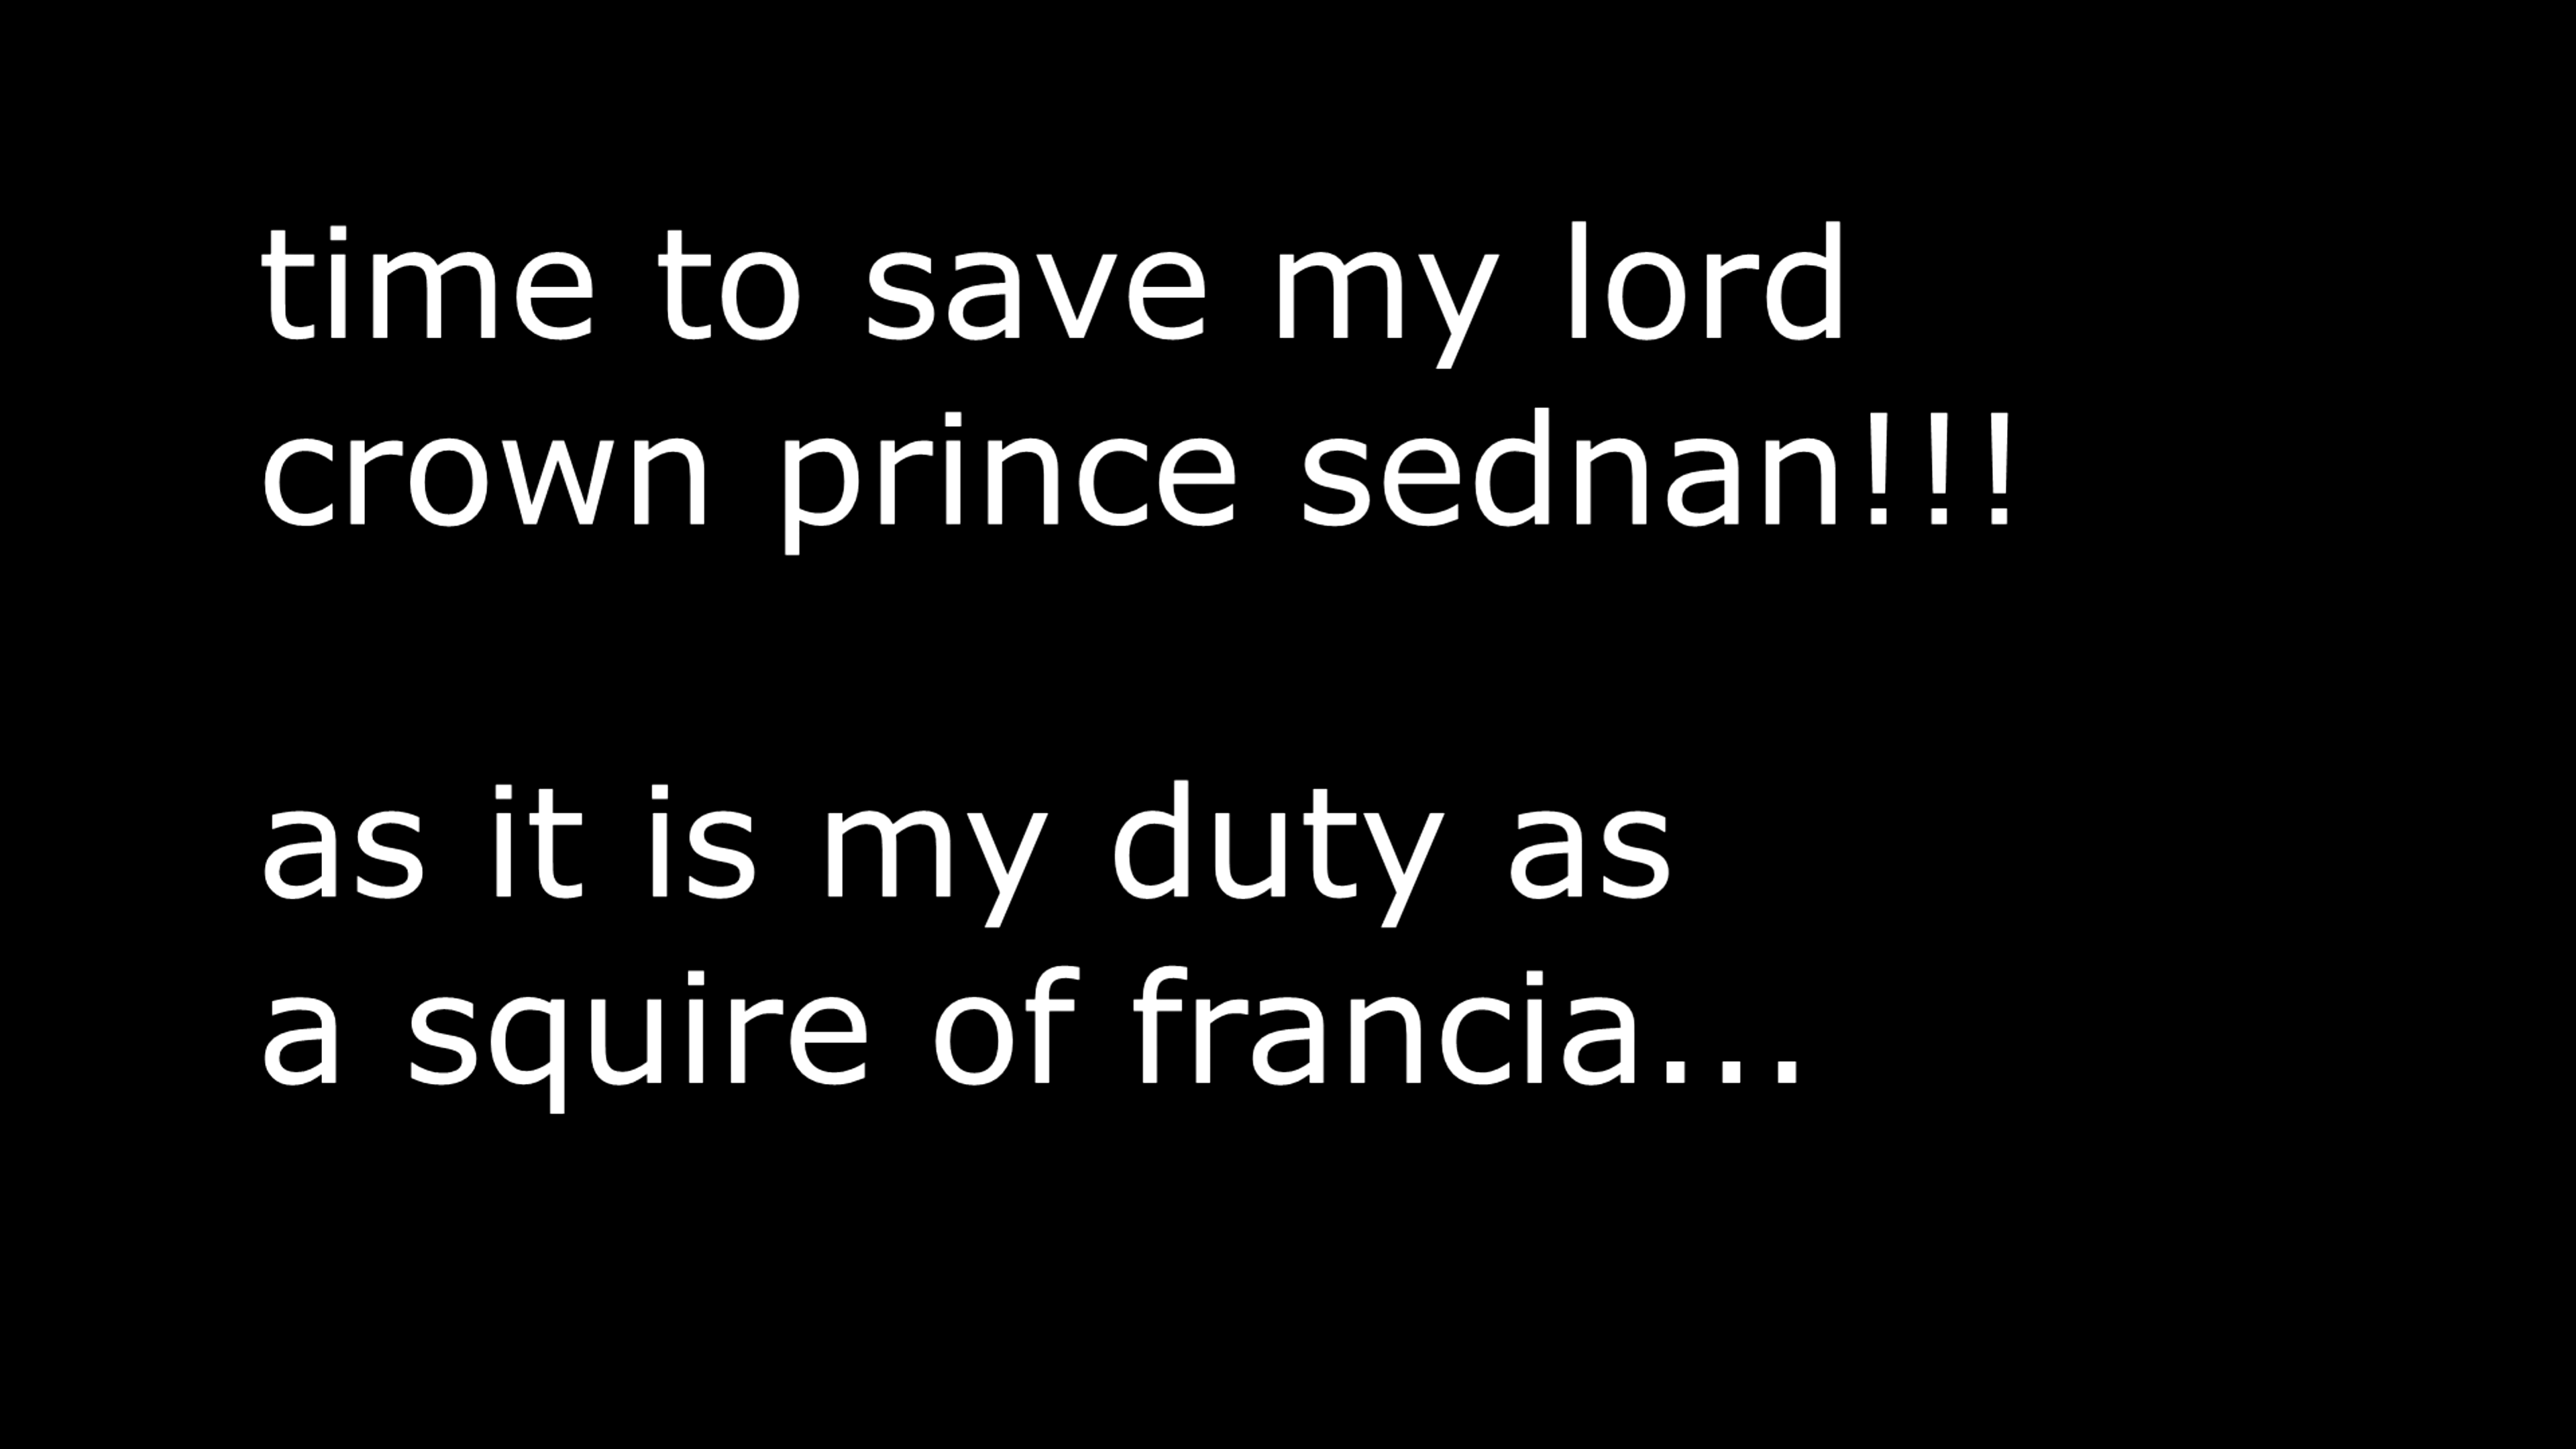 time to save my lord
crown prince sednan!!!
as it is my duty as
a squire of francia...